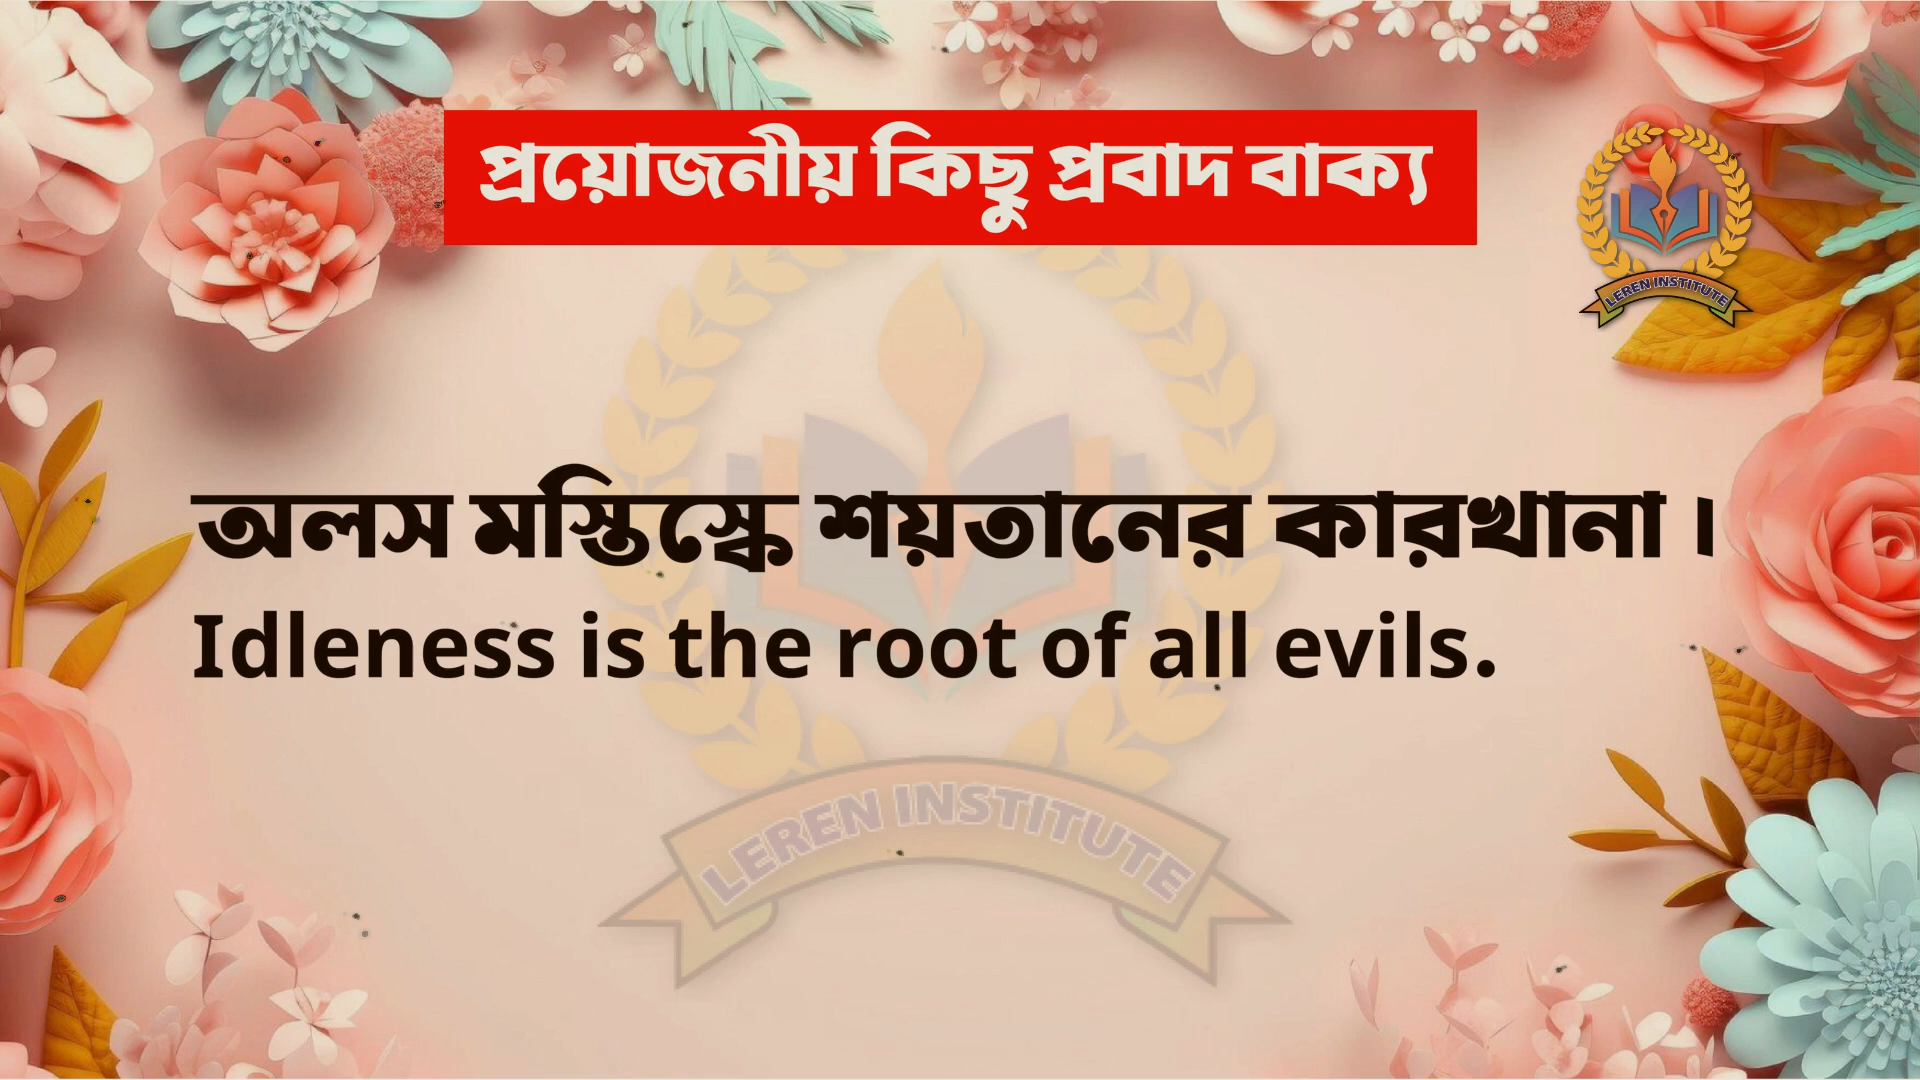 প্রয়োজনীয় কিছু প্রবাদ বাক্য
LEREN INSTITUTE
অলস মস্তিস্কে শয়তানের কারখানা ।
Idleness is the root of all evils.
LEREN INSTITUTE